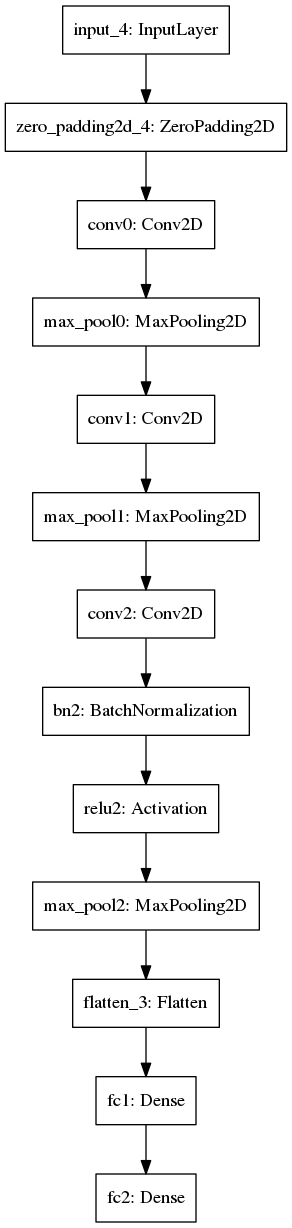 input_4: InputLayer
zero_padding2d_4: ZeroPadding2D
conv0: Conv2D
max_pool0: MaxPooling2D
conv1: Conv2D
max_pool1: MaxPooling2D
conv2: Conv2D
bn2: BatchNormalization
relu2: Activation
max_pool2: MaxPooling2D
flatten_3: Flatten
fc1: Dense
fc2: Dense